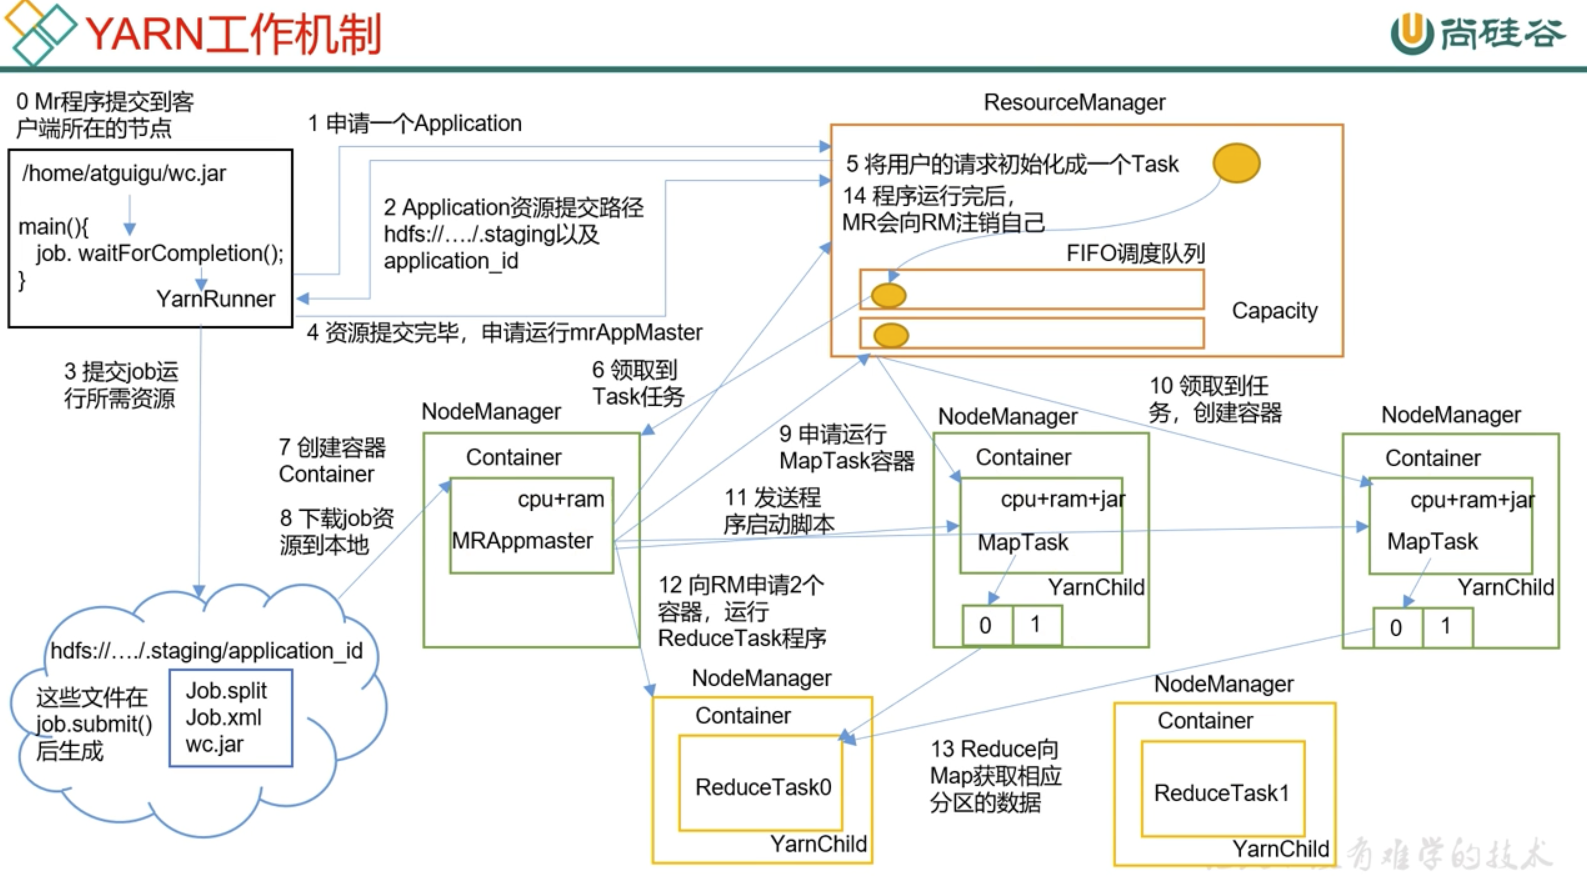 YARN工作机制
尚硅谷
0 Mr程序提交到客
户端所在的节点
/home/atguigu/wc.jar
main(){
job. waitForCompletion();
}
YarnRunner
1 申请一个Application
2 Application资源提交路径
hdfs://…./.staging以及
application_id
4 资源提交完毕，申请运行mrAppMaster
3 提交job运
行所需资源
ResourceManager
5 将用户的请求初始化成一个Task
14 程序运行完后，
MR会向RM注销自己
FIFO调度队列
Capacity
6 领取到
Task任务
7 创建容器
Container
8 下载job资
源到本地
NodeManager
Container
cpu+ram
MRAppmaster
9 申请运行
MapTask容器
10 领取到任
务，创建容器
11 发送程
序启动脚本
NodeManager
Container
cpu+ram+jar
MapTask
YarnChild
0 1
NodeManager
Container
cpu+ram+jar
MapTask
YarnChild
0 1
12 向RM申请2个
容器，运行
ReduceTask程序
hdfs://…./.staging/application_id
这些文件在
job.submit()
后生成
Job.split
Job.xml
wc.jar
NodeManager
Container
ReduceTask0
YarnChild
13 Reduce向
Map获取相应
分区的数据
NodeManager
Container
ReduceTask1
YarnChild
有难学的技术